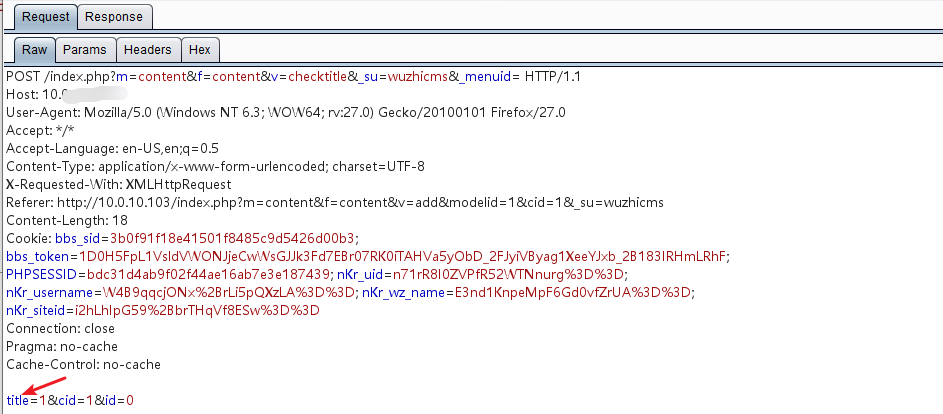 Request Response
Raw Params Headers Hex
POST /index.php?m=content&f=content&v=checktitle&_su=wuzhicms&_menuid= HTTP/1.1
Host: 10.0
User-Agent: Mozilla/5.0 (Windows NT 6.3; WOW64; rv:27.0) Gecko/20100101 Firefox/27.0
Accept: */*
Accept-Language: en-US,en;q=0.5
Content-Type: application/x-www-form-urlencoded; charset=UTF-8
X-Requested-With: XMLHttpRequest
Referer: http://10.0.10.103/index.php?m=content&f=content&v=add&modelid=1&cid=1&_su=wuzhicms
Content-Length: 18
Cookie: bbs_sid=3b0f91f18e41501f8485c9d5426d00b3;
bbs_token=1D0H5FpL1VsIdVWONJjeCwWsGJJk3Fd7EBr07RK0iTAHVa5yObD_2FJyiVByag1XeeYJxb_2B183IRHmLRhF;
PHPSESSID=bdc31d4ab9f02f44ae16ab7e3e187439; nKr_uid=n71rR8I0ZVPfR52WTNnurg%3D%3D;
nKr_username=W4B9qqcjONx%2BrLi5pQXzLA%3D%3D; nKr_wz_name=E3nd1KnpeMpF6Gd0vfZrUA%3D%3D;
nKr_siteid=i2hLhIpG59%2BbrTHqVf8ESw%3D%3D
Connection: close
Pragma: no-cache
Cache-Control: no-cache
title=1&cid=1&id=0